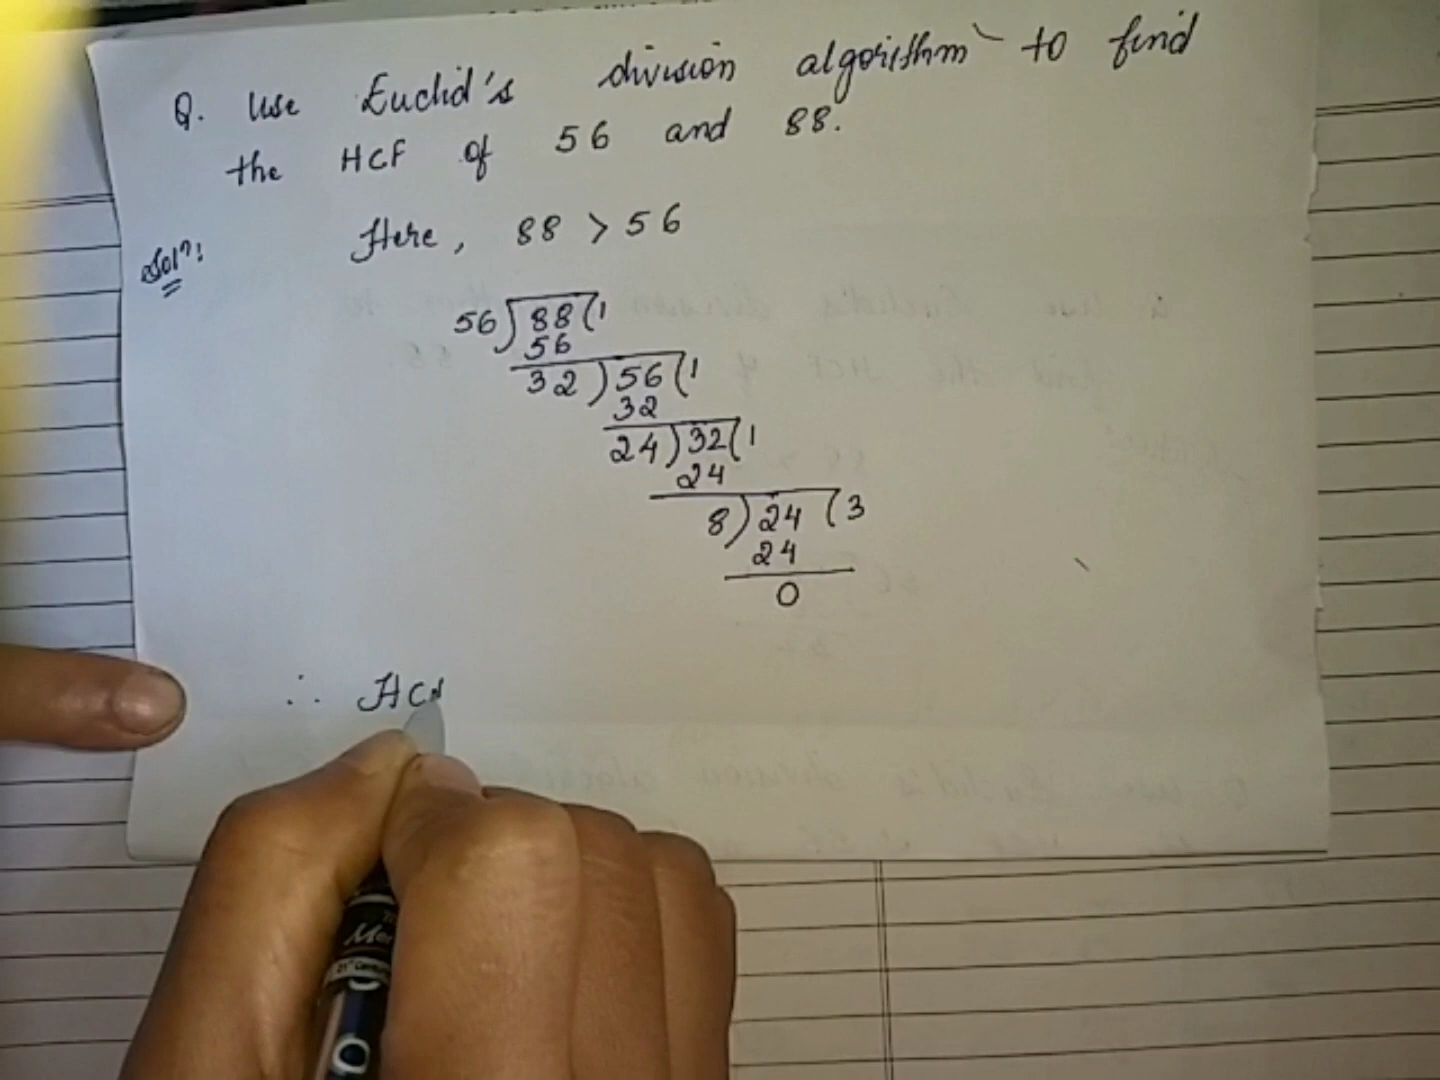 Q. Use Euclid's division algorithm to find
the HCF of 56 and 88.
Solⁿ:
Here, 88 > 56
56) 88 (1
56
32) 56 (1
32
24) 32 (1
24
8) 24 (3
24
0
∴ HC